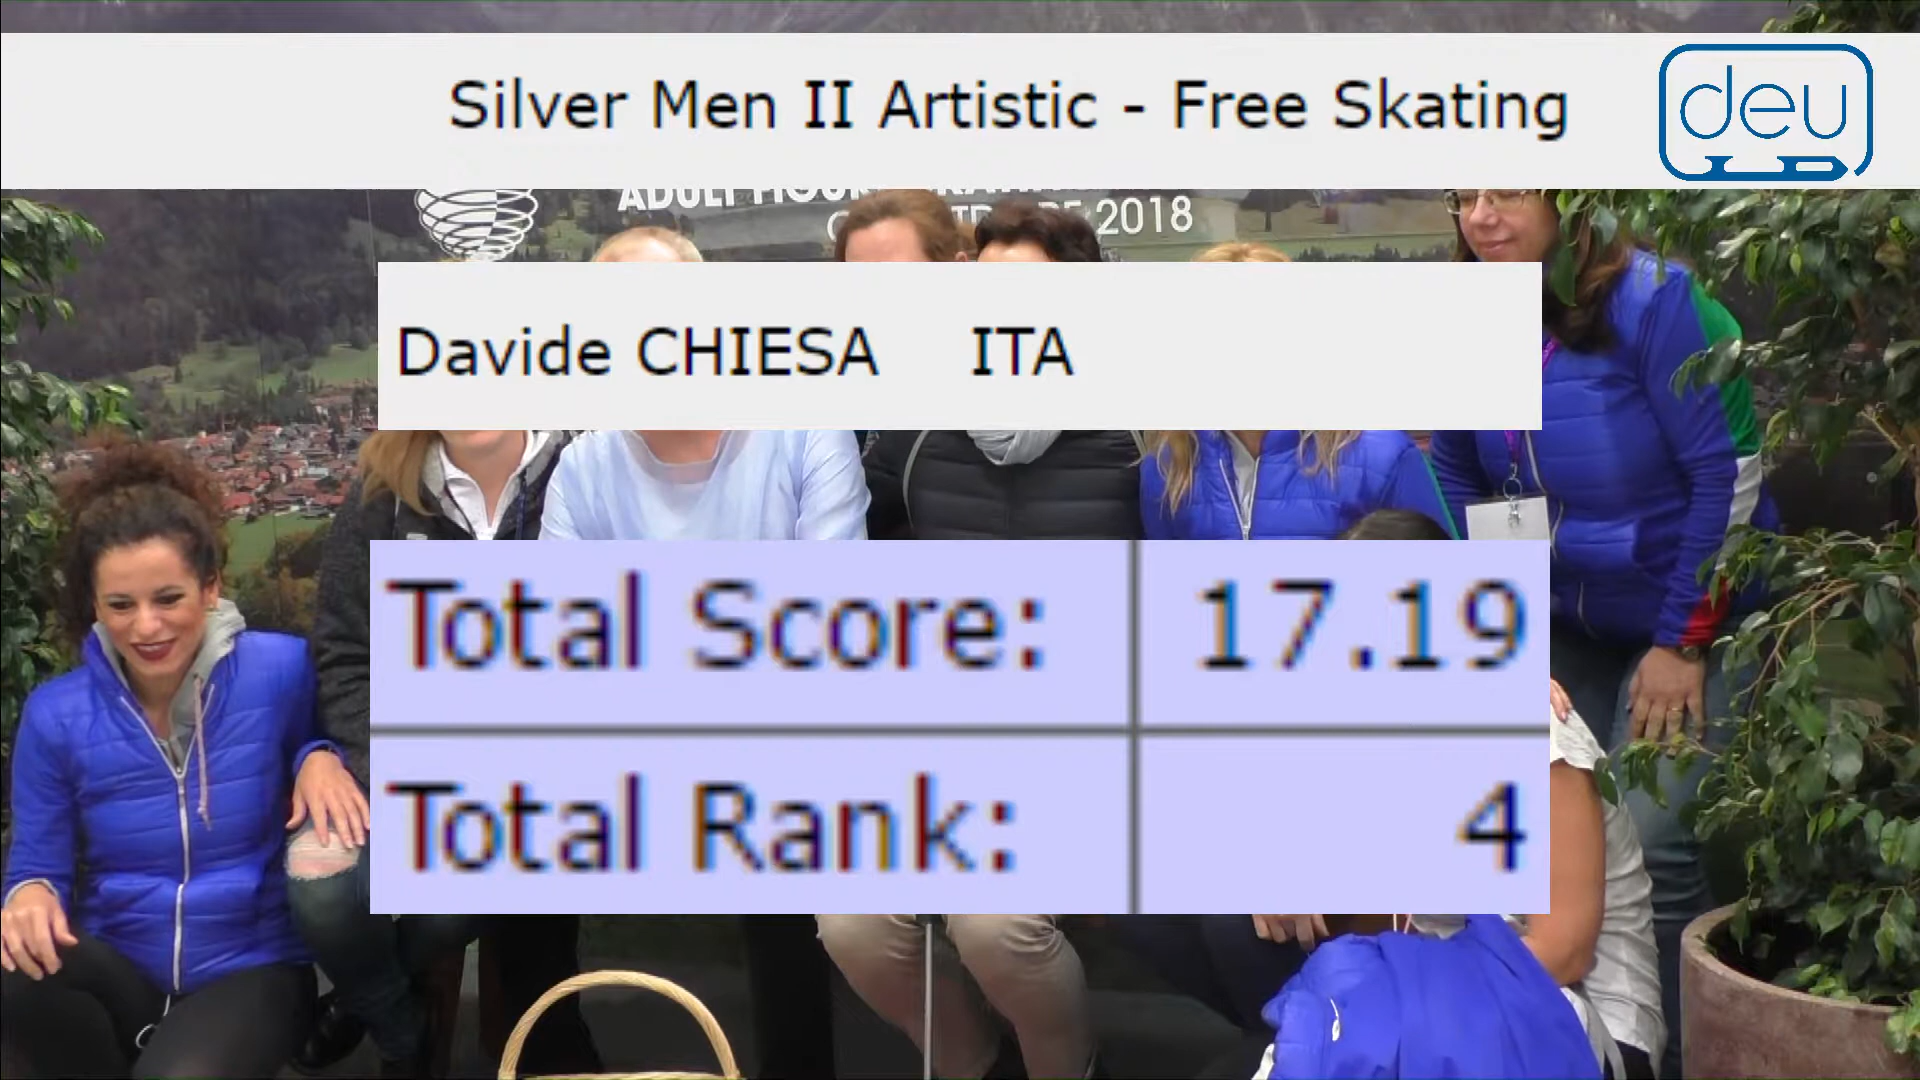 Silver Men II Artistic - Free Skating
deu
2018
Davide CHIESA ITA
Total Score: 17.19
Total Rank: 4